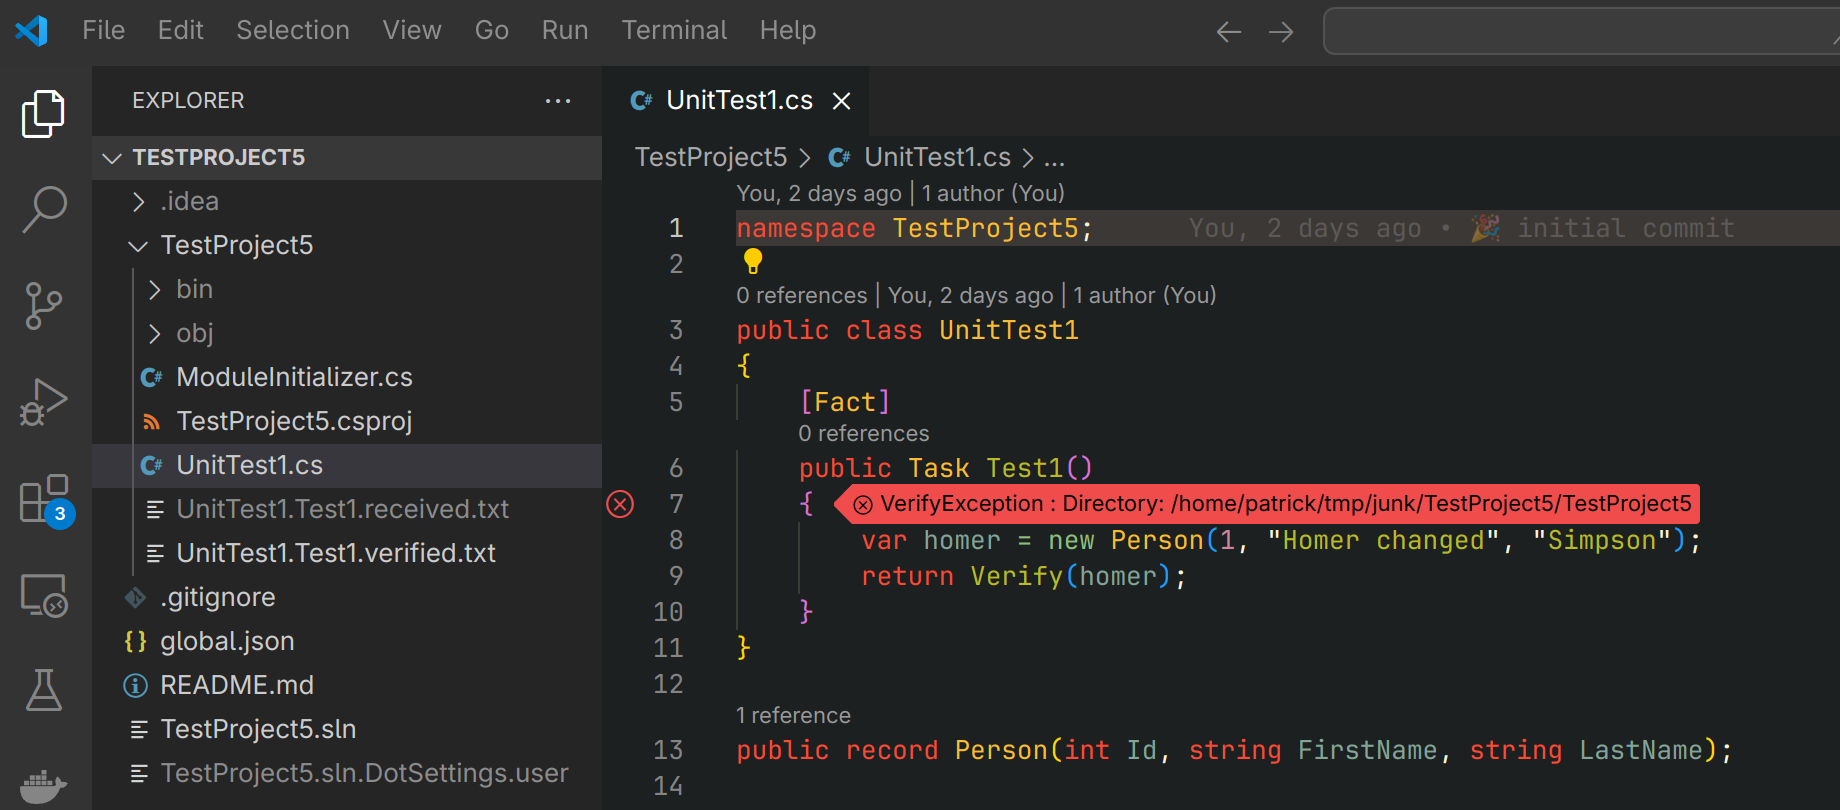 File Edit Selection View Go Run Terminal Help
EXPLORER ...
TESTPROJECT5
.idea
TestProject5
bin
obj
C# ModuleInitializer.cs
TestProject5.csproj
C# UnitTest1.cs
UnitTest1.Test1.received.txt
UnitTest1.Test1.verified.txt
.gitignore
{} global.json
README.md
TestProject5.sln
TestProject5.sln.DotSettings.user
3
C# UnitTest1.cs
TestProject5 > C# UnitTest1.cs > ...
You, 2 days ago | 1 author (You)
1 namespace TestProject5; You, 2 days ago • 🎉 initial commit
2
0 references | You, 2 days ago | 1 author (You)
3 public class UnitTest1
4 {
5 [Fact]
0 references
6 public Task Test1()
7 { VerifyException : Directory: /home/patrick/tmp/junk/TestProject5/TestProject5
8 var homer = new Person(1, "Homer changed", "Simpson");
9 return Verify(homer);
10 }
11 }
12
1 reference
13 public record Person(int Id, string FirstName, string LastName);
14